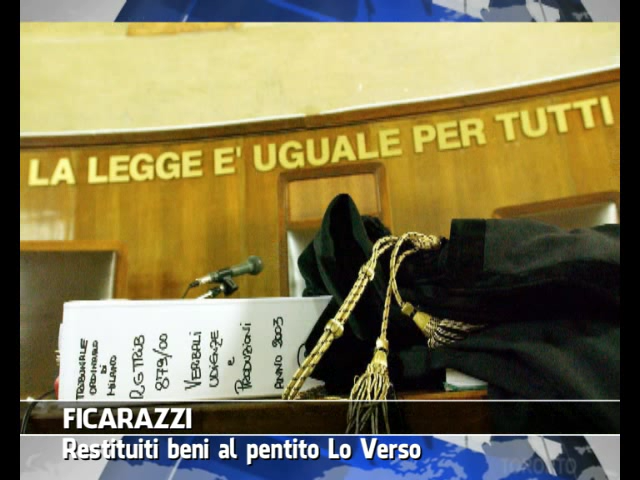 LA LEGGE E' UGUALE PER TUTTI
TRIBUNALE
ORDINARIO
DI
MILANO
RGTRIB
879/00
VERBALI
UDIENZE
e
PRODUZIONI
ANNO 2003
FICARAZZI
Restituiti beni al pentito Lo Verso